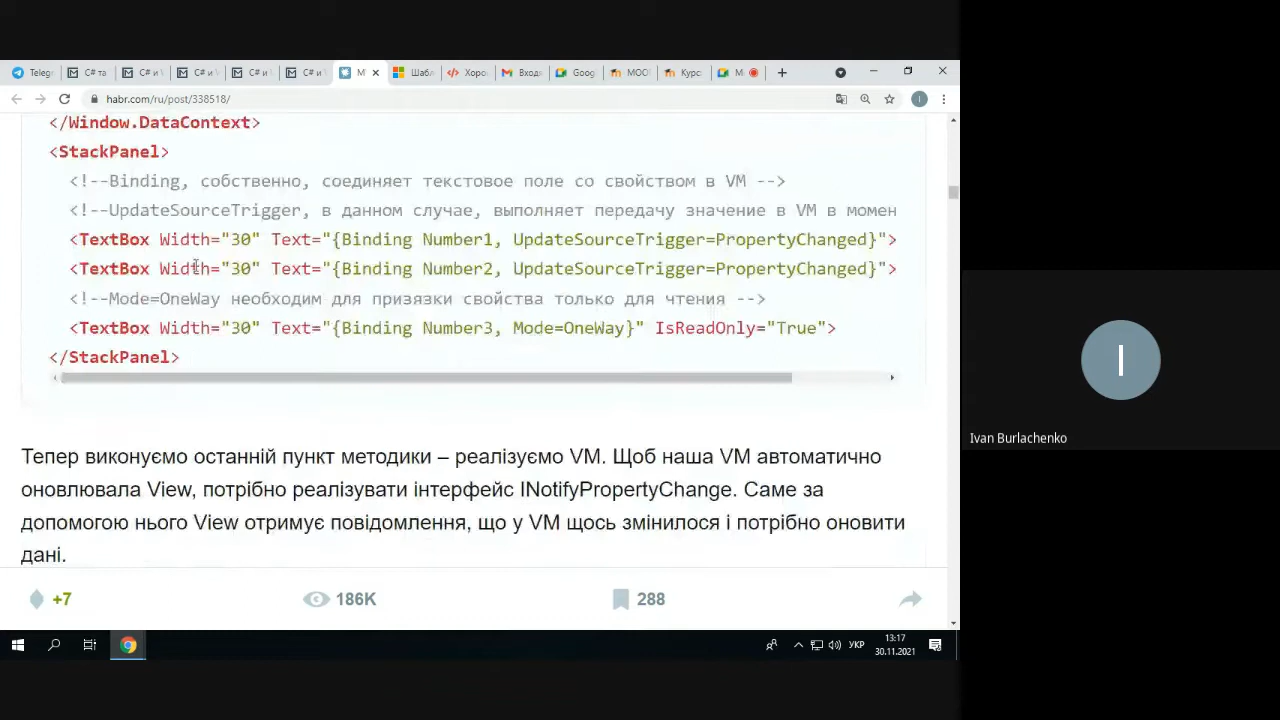 Telegr
C# та
C# и V
C# и V
C# и V
C# и V
M
Шабл
Хоро
Входя
Goog
MOO
Курс
Me
habr.com/ru/post/338518/
I
</Window.DataContext>
<StackPanel>
<!--Binding, собственно, соединяет текстовое поле со свойством в VM -->
<!--UpdateSourceTrigger, в данном случае, выполняет передачу значение в VM в момен
<TextBox Width="30" Text="{Binding Number1, UpdateSourceTrigger=PropertyChanged}">
<TextBox Width="30" Text="{Binding Number2, UpdateSourceTrigger=PropertyChanged}">
<!--Mode=OneWay необходим для призязки свойства только для чтения -->
<TextBox Width="30" Text="{Binding Number3, Mode=OneWay}" IsReadOnly="True">
</StackPanel>
Тепер виконуємо останній пункт методики – реалізуємо VM. Щоб наша VM автоматично
оновлювала View, потрібно реалізувати інтерфейс INotifyPropertyChange. Саме за
допомогою нього View отримує повідомлення, що у VM щось змінилося і потрібно оновити
дані.
+7
186K
288
УКР
13:17
30.11.2021
I
Ivan Burlachenko